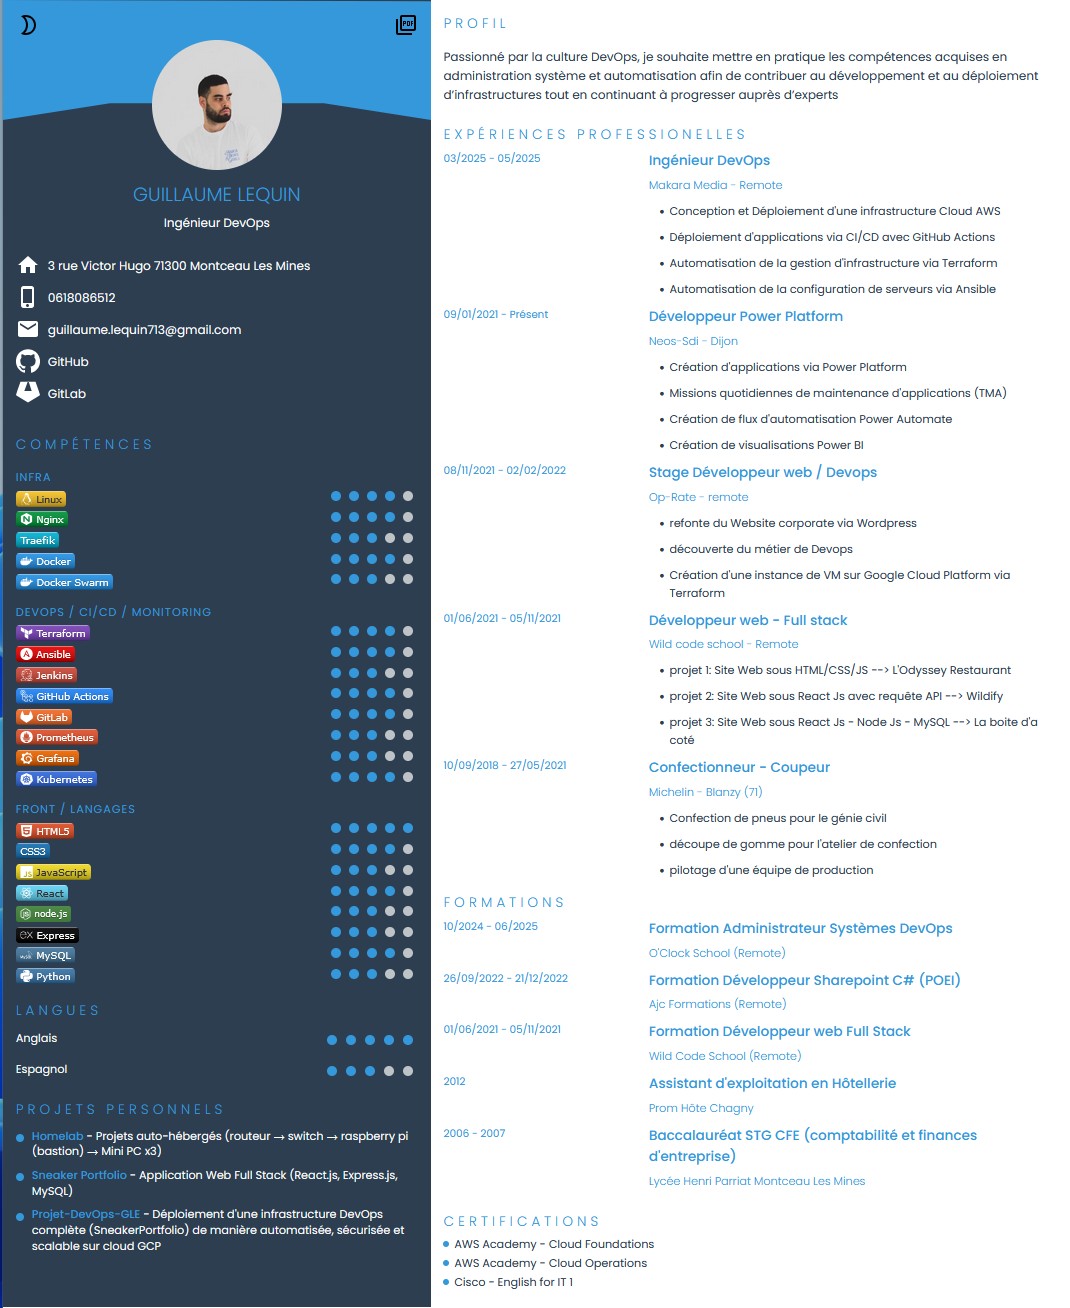 PDF
GUILLAUME LEQUIN
Ingénieur DevOps
3 rue Victor Hugo 71300 Montceau Les Mines
0618086512
guillaume.lequin713@gmail.com
GitHub
GitLab
COMPÉTENCES
INFRA
Linux
Nginx
Traefik
Docker
Docker Swarm
DEVOPS / CI/CD / MONITORING
Terraform
Ansible
Jenkins
GitHub Actions
GitLab
Prometheus
Grafana
Kubernetes
FRONT / LANGAGES
HTML5
CSS3
JavaScript
React
node.js
Express
MySQL
Python
LANGUES
Anglais
Espagnol
PROJETS PERSONNELS
Homelab - Projets auto-hébergés (routeur → switch → raspberry pi
(bastion) → Mini PC x3)
Sneaker Portfolio - Application Web Full Stack (React.js, Express.js,
MySQL)
Projet-DevOps-GLE - Déploiement d'une infrastructure DevOps
complète (SneakerPortfolio) de manière automatisée, sécurisée et
scalable sur cloud GCP
PROFIL
Passionné par la culture DevOps, je souhaite mettre en pratique les compétences acquises en
administration système et automatisation afin de contribuer au développement et au déploiement
d'infrastructures tout en continuant à progresser auprès d'experts
EXPÉRIENCES PROFESSIONELLES
03/2025 - 05/2025
Ingénieur DevOps
Makara Media - Remote
• Conception et Déploiement d'une infrastructure Cloud AWS
• Déploiement d'applications via CI/CD avec GitHub Actions
• Automatisation de la gestion d'infrastructure via Terraform
• Automatisation de la configuration de serveurs via Ansible
09/01/2021 - Présent
Développeur Power Platform
Neos-Sdi - Dijon
• Création d'applications via Power Platform
• Missions quotidiennes de maintenance d'applications (TMA)
• Création de flux d'automatisation Power Automate
• Création de visualisations Power BI
08/11/2021 - 02/02/2022
Stage Développeur web / Devops
Op-Rate - remote
• refonte du Website corporate via Wordpress
• découverte du métier de Devops
• Création d'une instance de VM sur Google Cloud Platform via
Terraform
01/06/2021 - 05/11/2021
Développeur web - Full stack
Wild code school - Remote
• projet 1: Site Web sous HTML/CSS/JS --> L'Odyssey Restaurant
• projet 2: Site Web sous React Js avec requête API --> Wildify
• projet 3: Site Web sous React Js - Node Js - MySQL --> La boite d'a
coté
10/09/2018 - 27/05/2021
Confectionneur - Coupeur
Michelin - Blanzy (71)
• Confection de pneus pour le génie civil
• découpe de gomme pour l'atelier de confection
• pilotage d'une équipe de production
FORMATIONS
10/2024 - 06/2025
Formation Administrateur Systèmes DevOps
O'Clock School (Remote)
26/09/2022 - 21/12/2022
Formation Développeur Sharepoint C# (POEI)
Ajc Formations (Remote)
01/06/2021 - 05/11/2021
Formation Développeur web Full Stack
Wild Code School (Remote)
2012
Assistant d'exploitation en Hôtellerie
Prom Hôte Chagny
2006 - 2007
Baccalauréat STG CFE (comptabilité et finances
d'entreprise)
Lycée Henri Parriat Montceau Les Mines
CERTIFICATIONS
AWS Academy - Cloud Foundations
AWS Academy - Cloud Operations
Cisco - English for IT 1